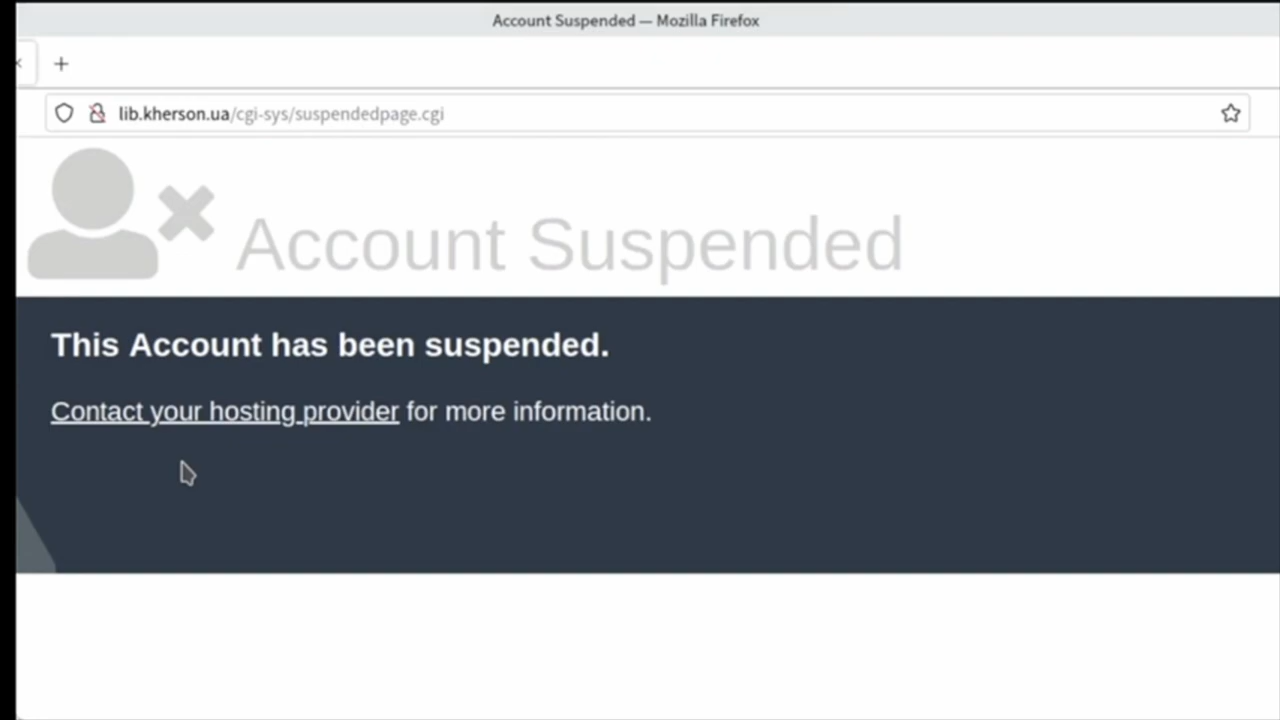 Account Suspended — Mozilla Firefox
lib.kherson.ua/cgi-sys/suspendedpage.cgi
Account Suspended
This Account has been suspended.
Contact your hosting provider for more information.